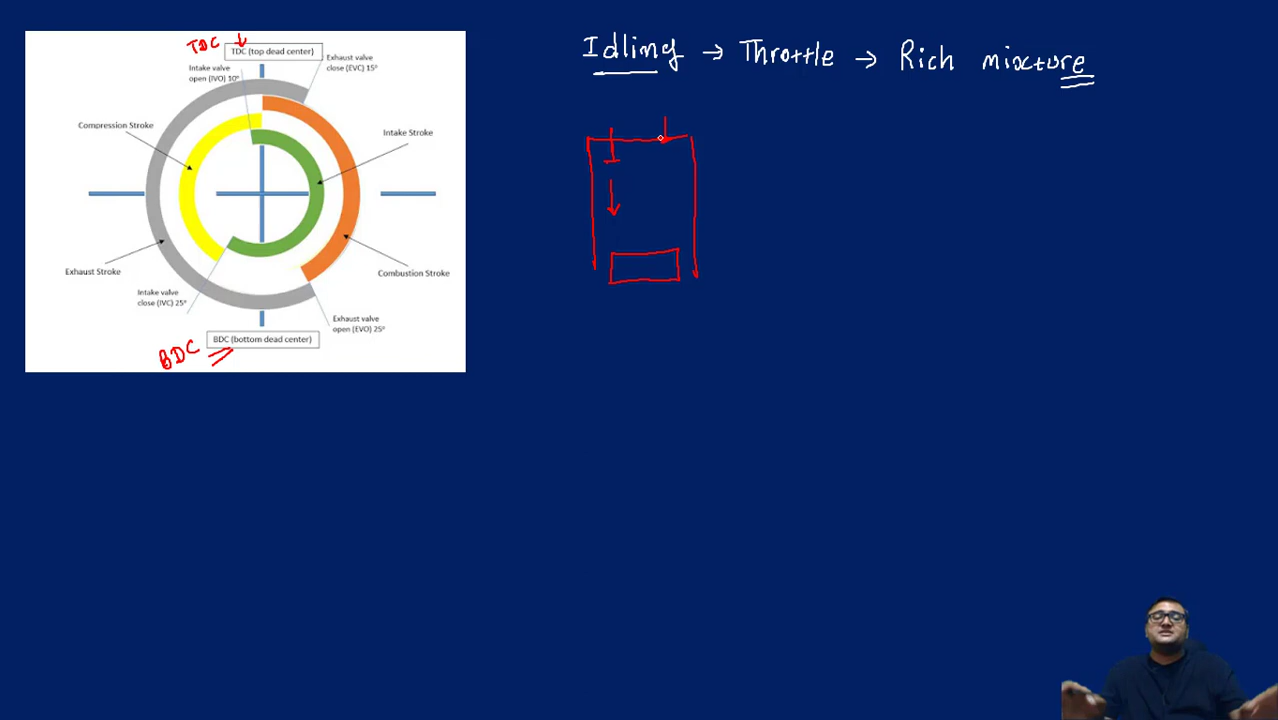 TDC
TDC (top dead center)
Intake valve
open (IVO) 10°
Exhaust valve
close (EVC) 15°
Compression Stroke
Intake Stroke
Exhaust Stroke
Combustion Stroke
Intake valve
close (IVC) 25°
Exhaust valve
open (EVO) 25°
BDC (bottom dead center)
BDC
Idling → Throttle → Rich mixture